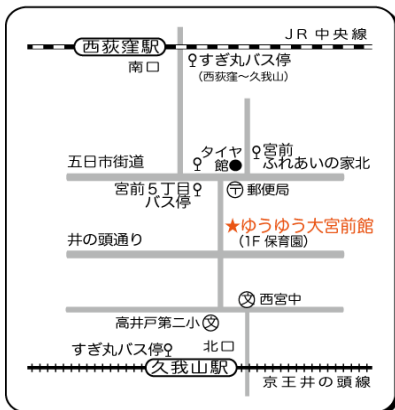 JR 中央線
西荻窪駅
南口
すぎ丸バス停
(西荻窪〜久我山)
タイヤ
館
宮前
ふれあいの家北
五日市街道
宮前5丁目
バス停
〒郵便局
★ゆうゆう大宮前館
(1F 保育園)
井の頭通り
文 西宮中
高井戸第二小 文
すぎ丸バス停
北口
久我山駅
京王井の頭線